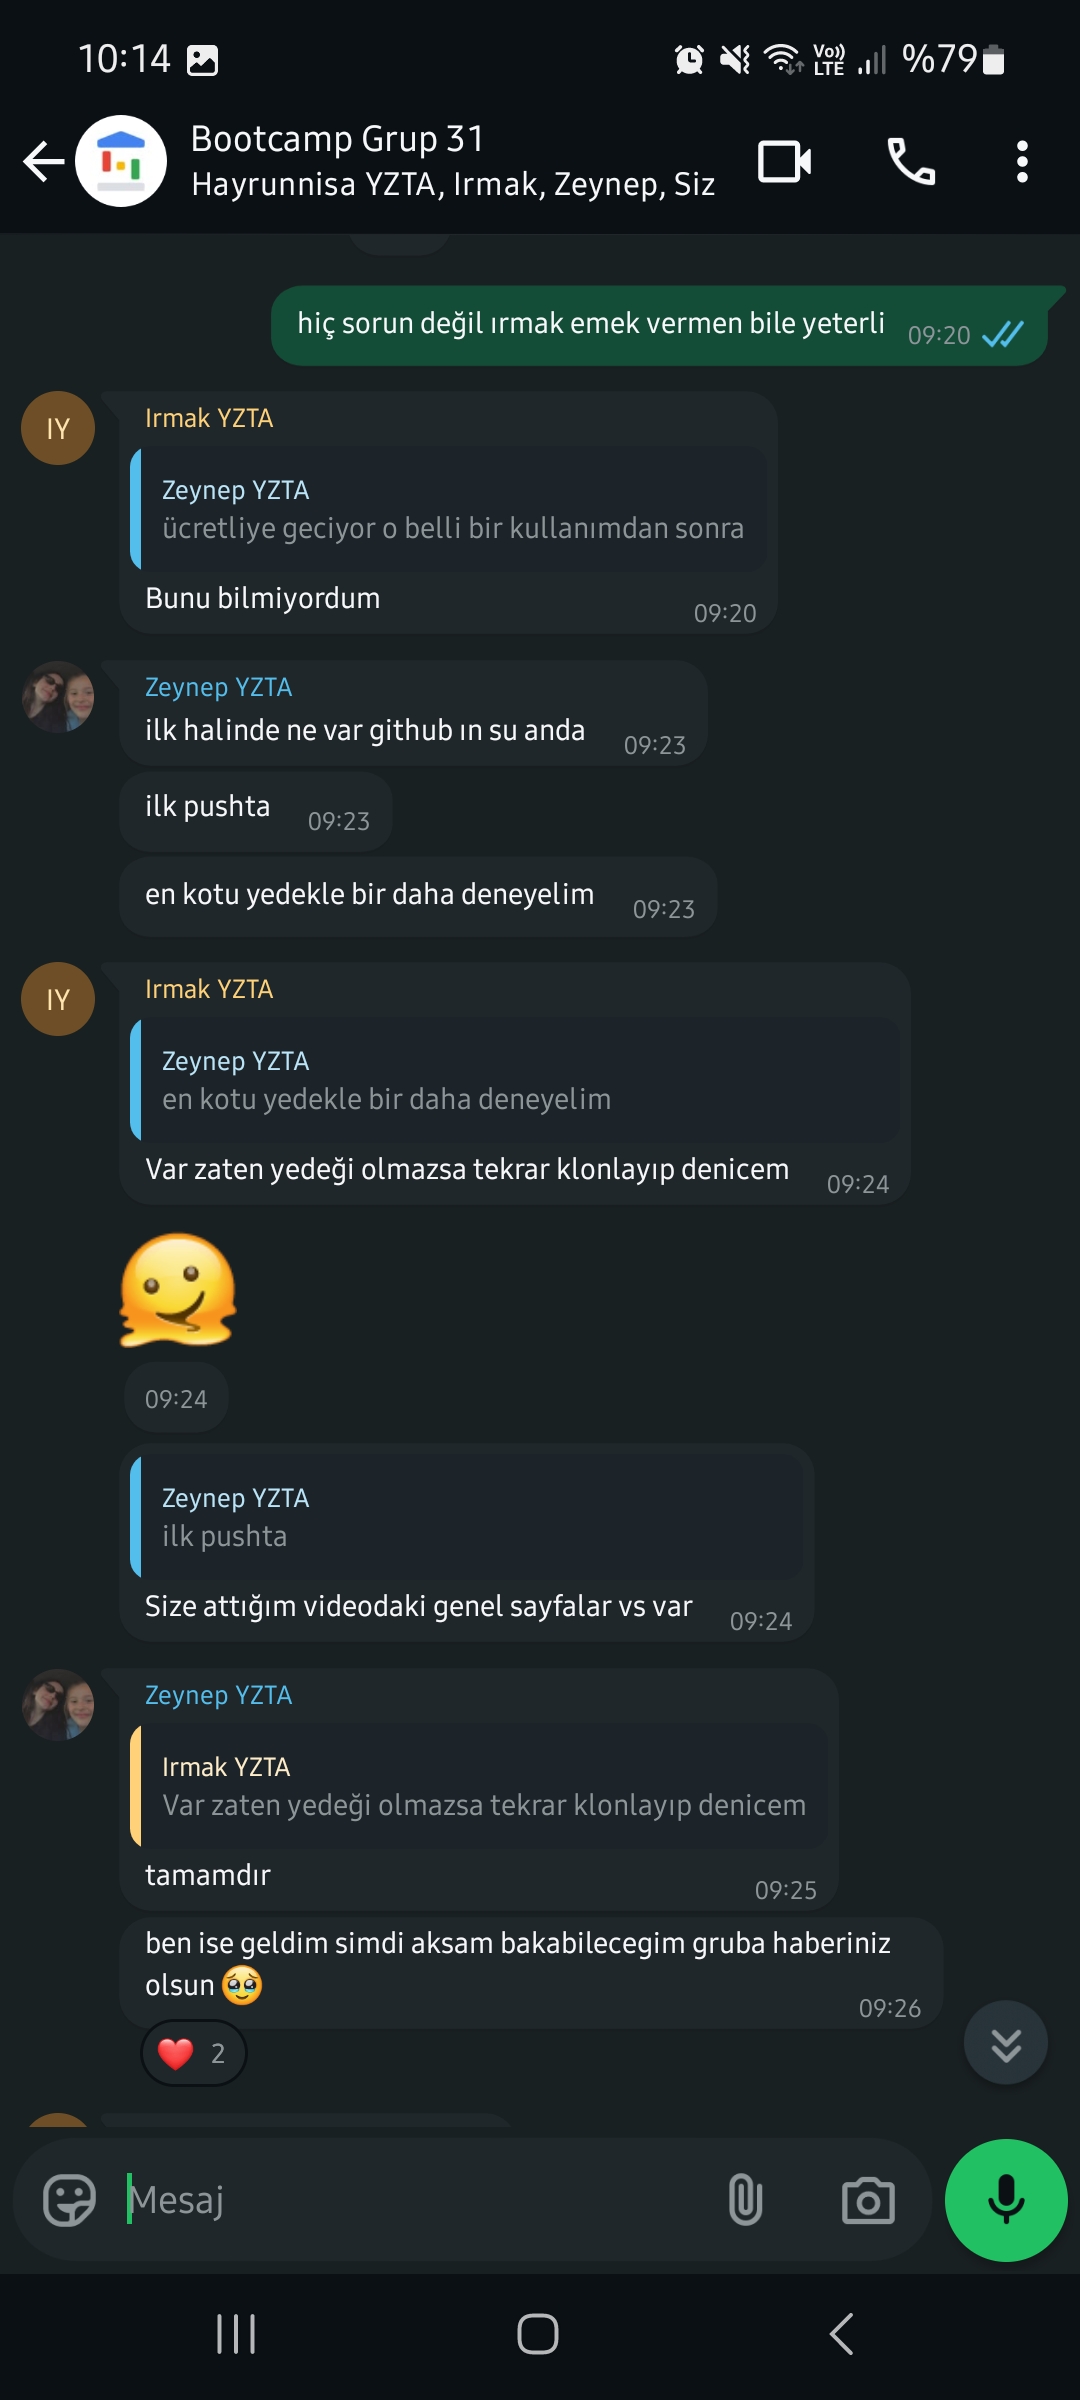 10:14
Vo)) LTE
%79
Bootcamp Grup 31
Hayrunnisa YZTA, Irmak, Zeynep, Siz
hiç sorun değil ırmak emek vermen bile yeterli 09:20
IY
Irmak YZTA
Zeynep YZTA
ücretliye geciyor o belli bir kullanımdan sonra
Bunu bilmiyordum
09:20
Zeynep YZTA
ilk halinde ne var github ın su anda 09:23
ilk pushta 09:23
en kotu yedekle bir daha deneyelim 09:23
IY
Irmak YZTA
Zeynep YZTA
en kotu yedekle bir daha deneyelim
Var zaten yedeği olmazsa tekrar klonlayıp denicem 09:24
09:24
Zeynep YZTA
ilk pushta
Size attığım videodaki genel sayfalar vs var 09:24
Zeynep YZTA
Irmak YZTA
Var zaten yedeği olmazsa tekrar klonlayıp denicem
tamamdır
09:25
ben ise geldim simdi aksam bakabilecegim gruba haberiniz
olsun
09:26
2
Mesaj